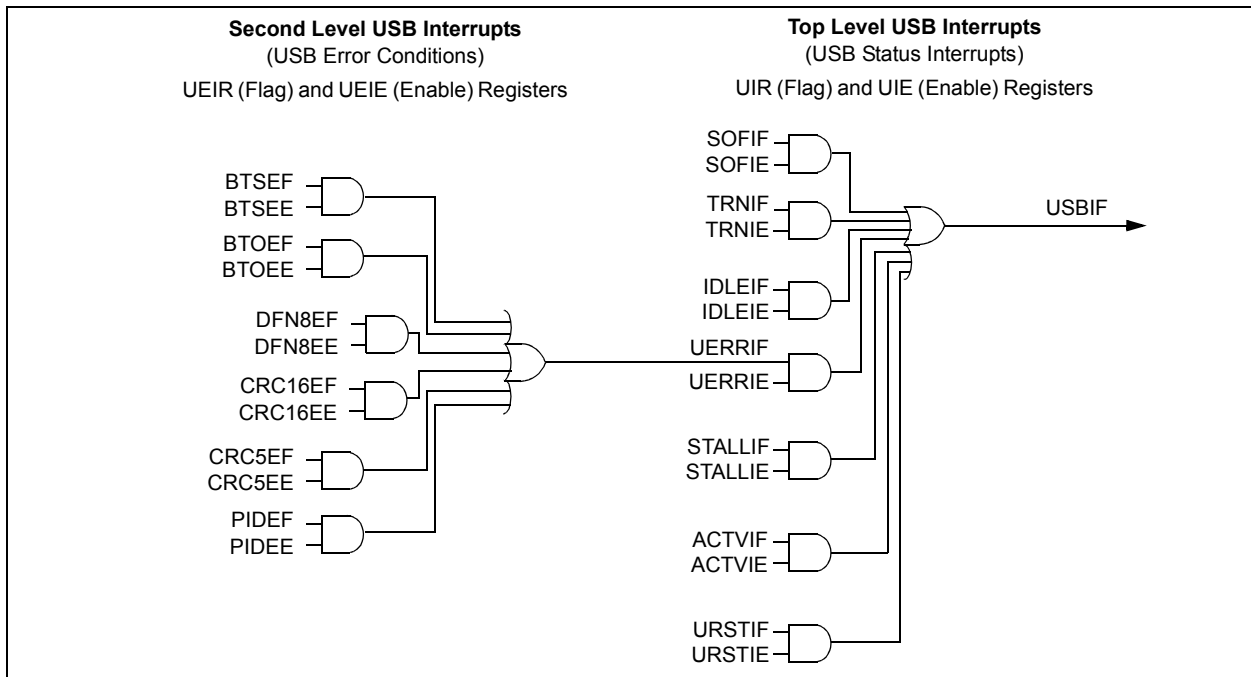 Second Level USB Interrupts
(USB Error Conditions)
UEIR (Flag) and UEIE (Enable) Registers
BTSEF
BTSEE
BTOEF
BTOEE
DFN8EF
DFN8EE
CRC16EF
CRC16EE
CRC5EF
CRC5EE
PIDEF
PIDEE
Top Level USB Interrupts
(USB Status Interrupts)
UIR (Flag) and UIE (Enable) Registers
SOFIF
SOFIE
TRNIF
TRNIE
IDLEIF
IDLEIE
UERRIF
UERRIE
STALLIF
STALLIE
ACTVIF
ACTVIE
URSTIF
URSTIE
USBIF